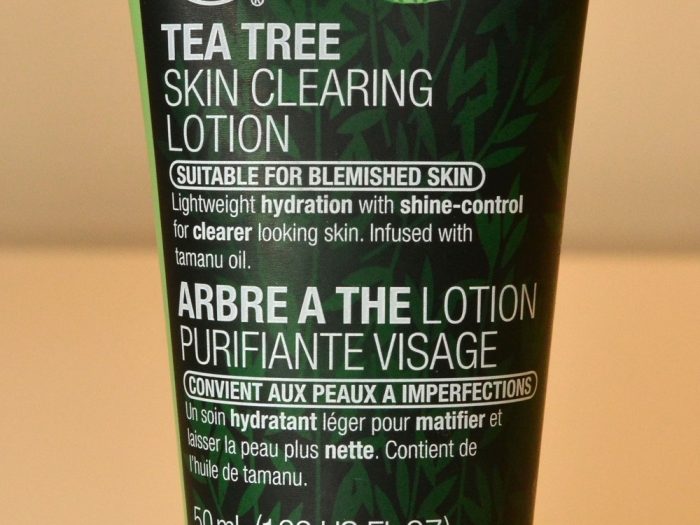 ®
TEA TREE
SKIN CLEARING
LOTION
SUITABLE FOR BLEMISHED SKIN
Lightweight hydration with shine-control
for clearer looking skin. Infused with
tamanu oil.
ARBRE A THE LOTION
PURIFIANTE VISAGE
CONVIENT AUX PEAUX A IMPERFECTIONS
Un soin hydratant léger pour matifier et
laisser la peau plus nette. Contient de
l'huile de tamanu.
50 ml